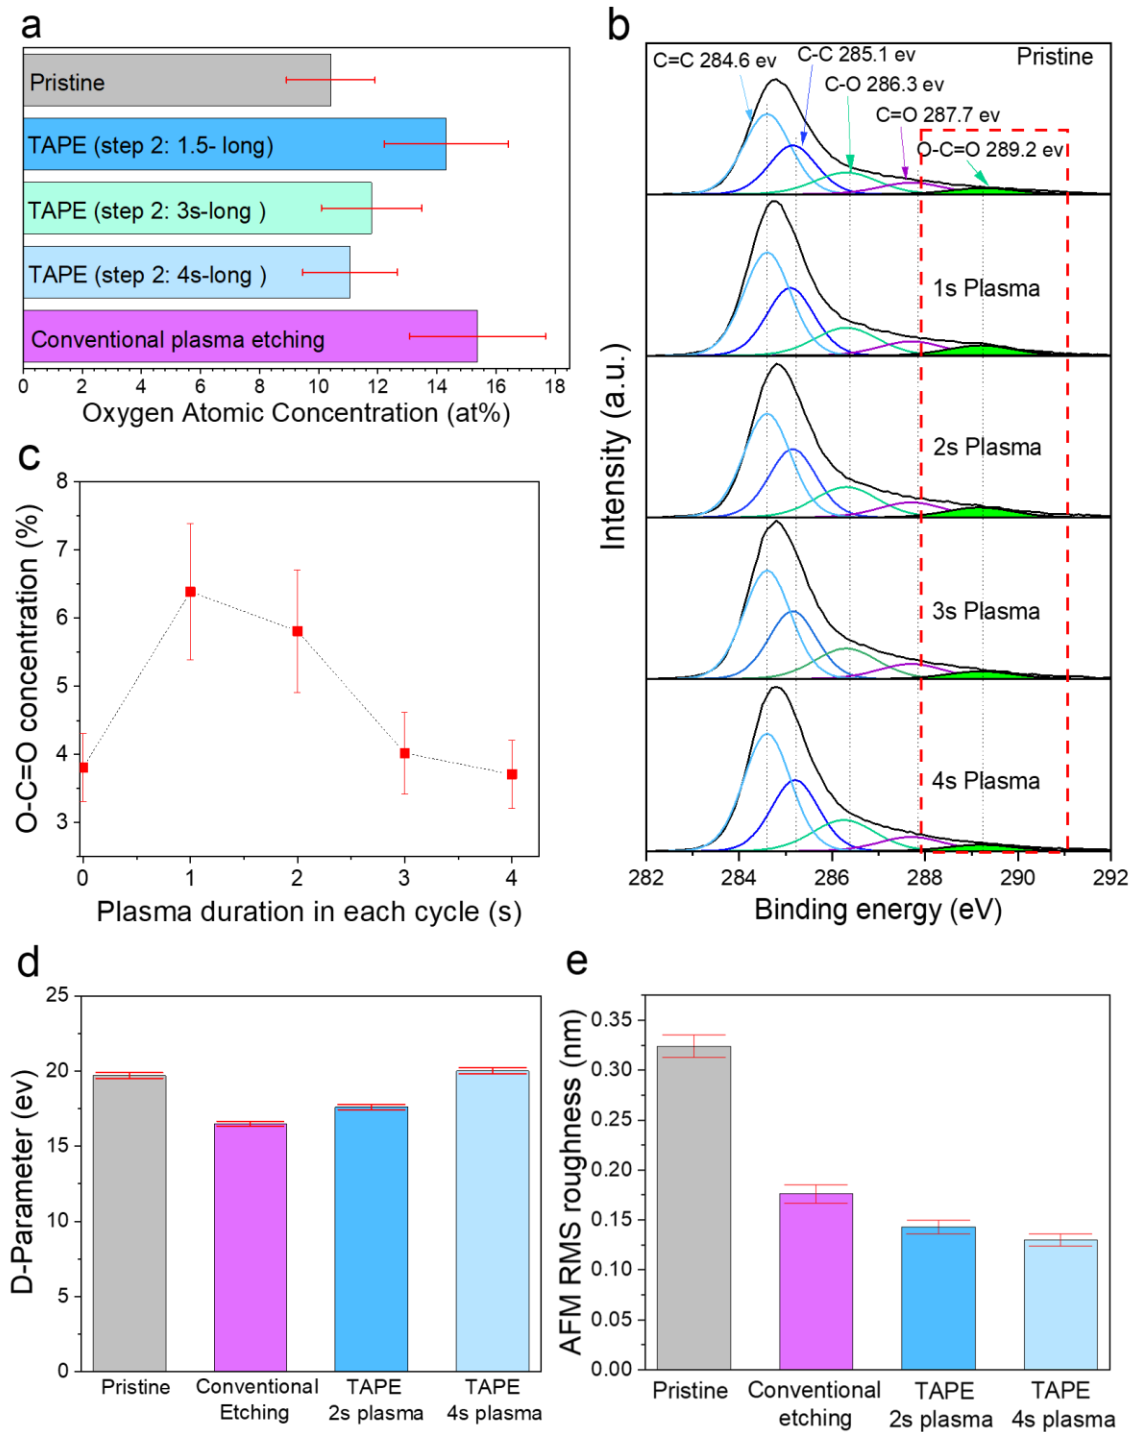 a
Pristine
TAPE (step 2: 1.5- long)
TAPE (step 2: 3s-long )
TAPE (step 2: 4s-long )
Conventional plasma etching
0 2 4 6 8 10 12 14 16 18
Oxygen Atomic Concentration (at%)
b
Pristine
C=C 284.6 ev
C-C 285.1 ev
C-O 286.3 ev
C=O 287.7 ev
O-C=O 289.2 ev
1s Plasma
2s Plasma
3s Plasma
4s Plasma
Intensity (a.u.)
282 284 286 288 290 292
Binding energy (eV)
c
8
7
6
5
4
3
O-C=O concentration (%)
0 1 2 3 4
Plasma duration in each cycle (s)
d
25
20
15
10
5
0
D-Parameter (ev)
Pristine
Conventional
Etching
TAPE
2s plasma
TAPE
4s plasma
e
0.35
0.30
0.25
0.20
0.15
0.10
0.05
0.00
AFM RMS roughness (nm)
Pristine
Conventional
etching
TAPE
2s plasma
TAPE
4s plasma